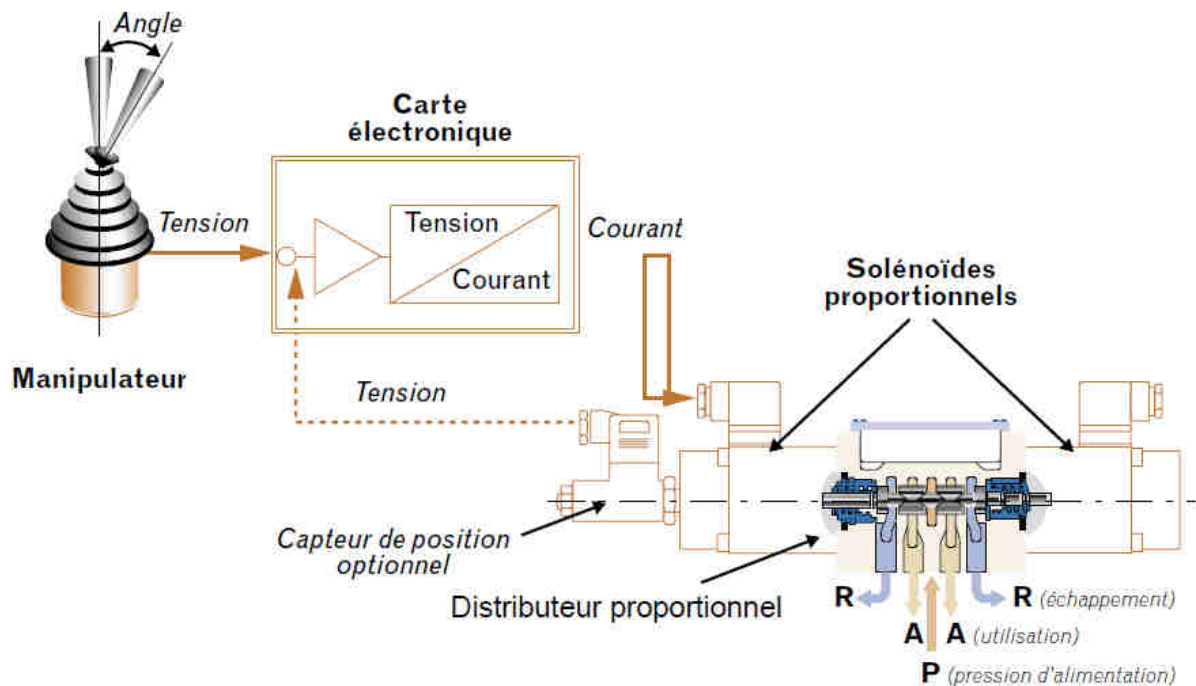 Angle
Carte
électronique
Tension
Tension
Courant
Courant
Solénoïdes
proportionnels
Manipulateur
Tension
Capteur de position
optionnel
Distributeur proportionnel
R
R (échappement)
A
A (utilisation)
P (pression d'alimentation)